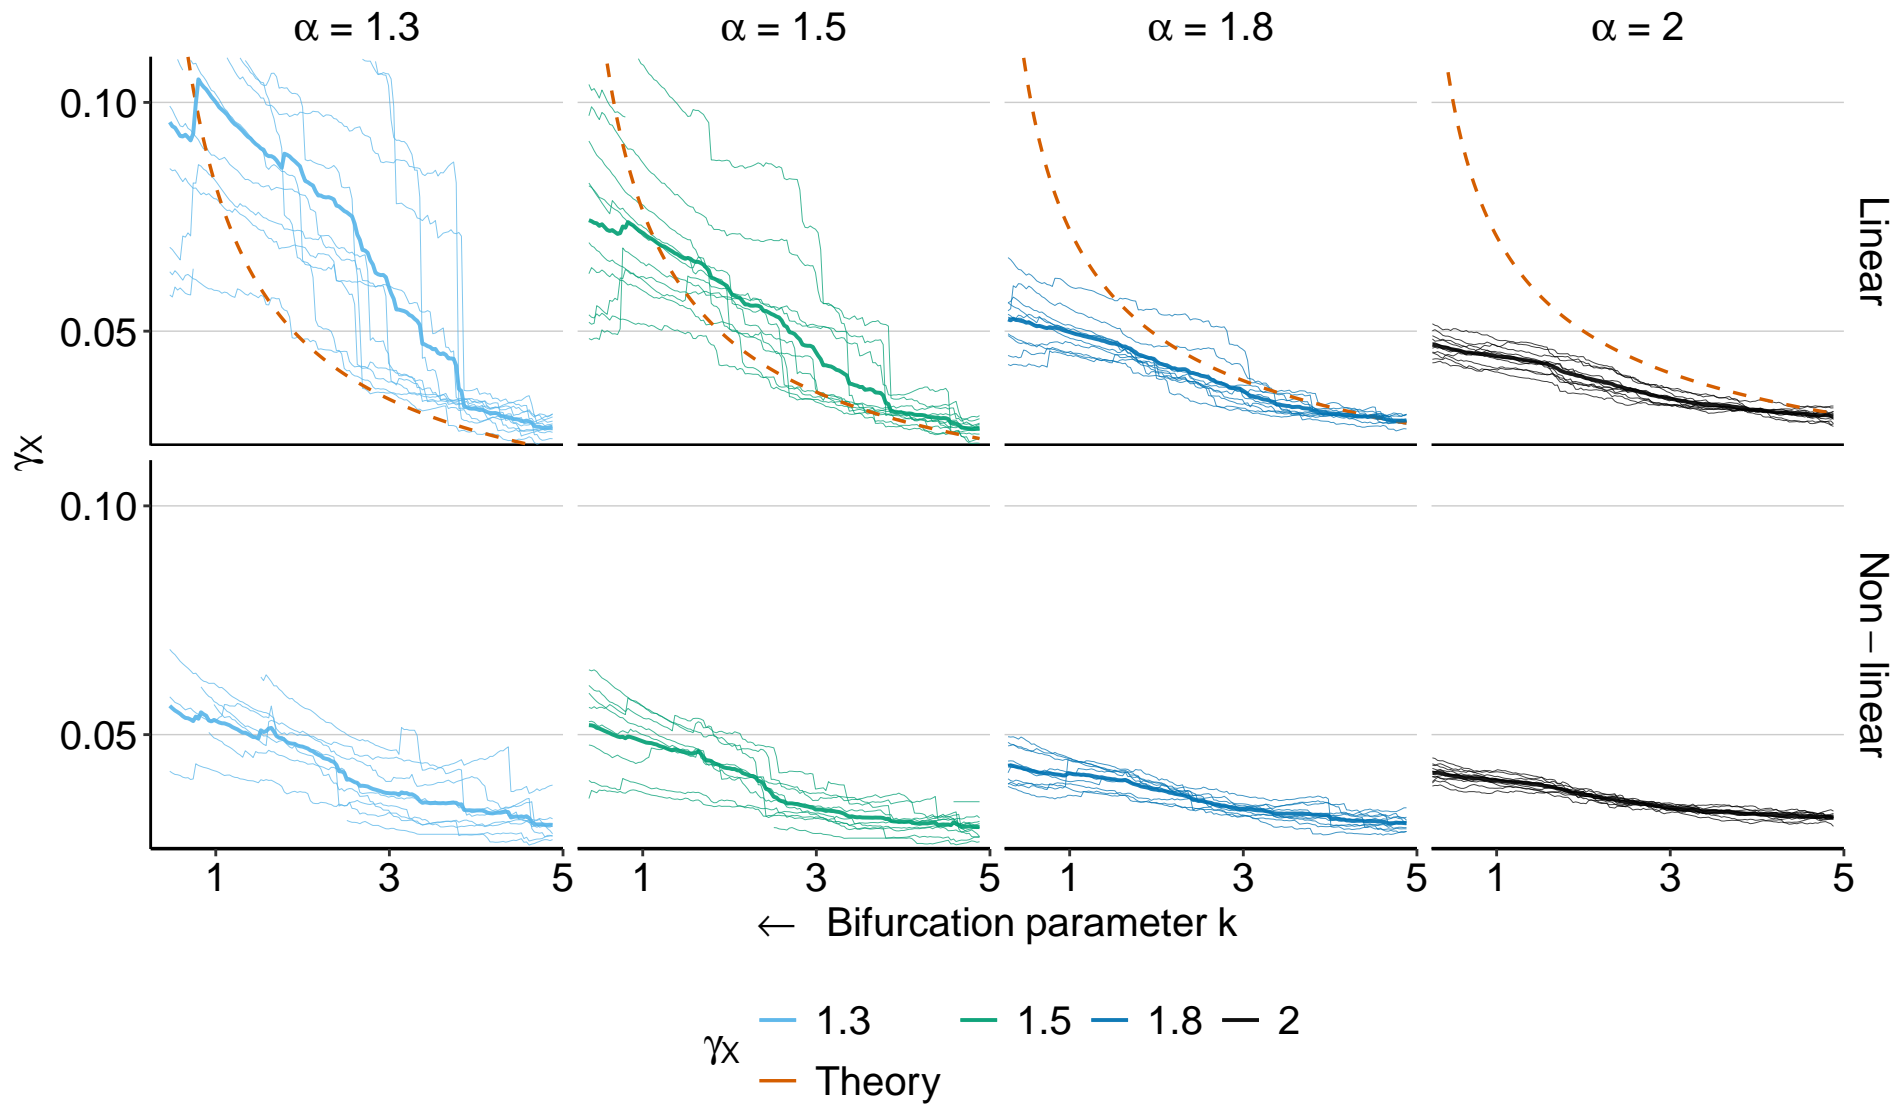 α = 1.3 α = 1.5 α = 1.8 α = 2
0.10
0.05
Linear
γX
0.10
0.05
Non − linear
1 3 5 1 3 5 1 3 5 1 3 5
← Bifurcation parameter k
γX
1.3 1.5 1.8 2
Theory